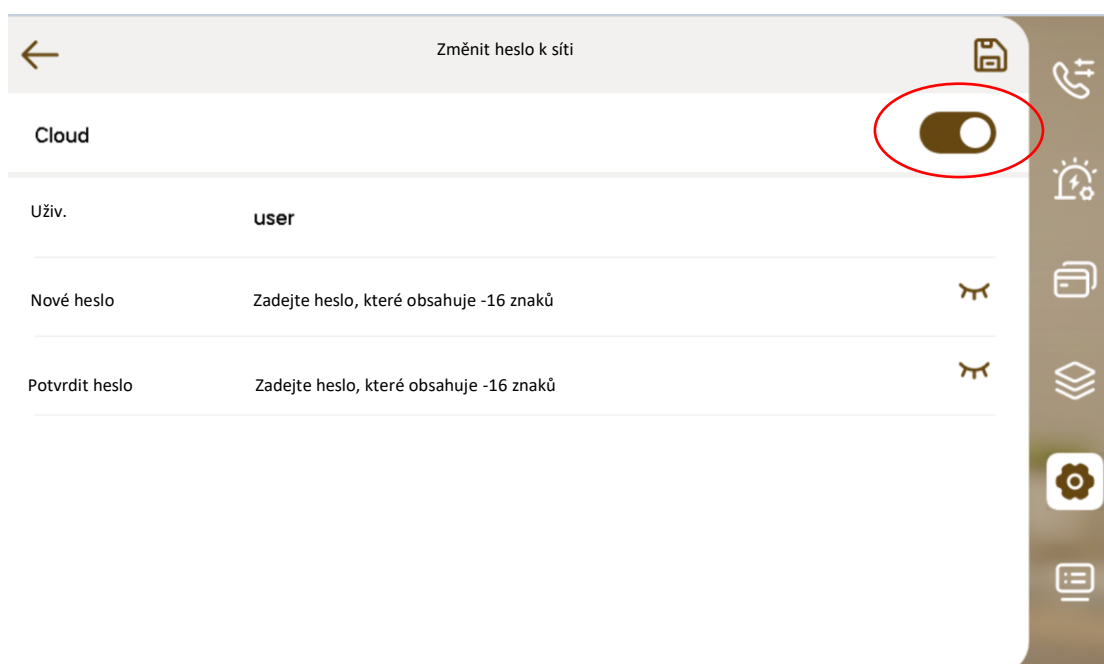 Změnit heslo k síti
Cloud
Uživ.
user
Nové heslo
Zadejte heslo, které obsahuje -16 znaků
Potvrdit heslo
Zadejte heslo, které obsahuje -16 znaků